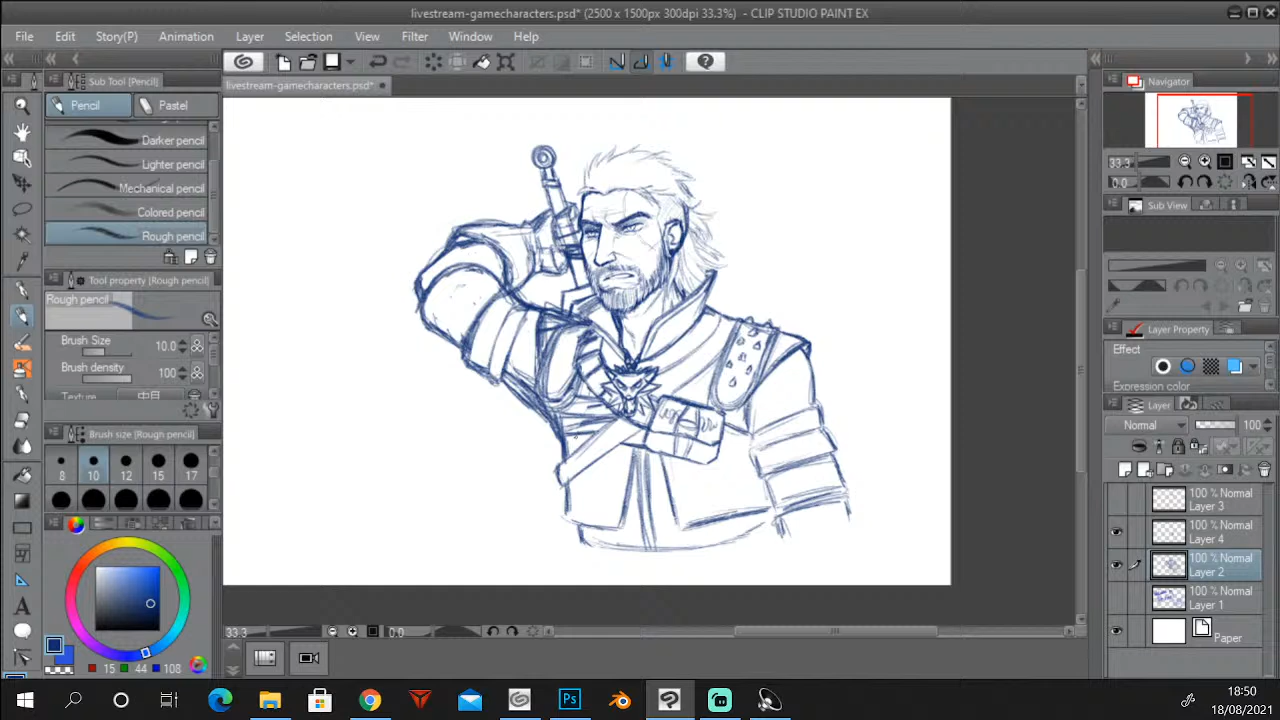 livestream-gamecharacters.psd* (2500 x 1500px 300dpi 33.3%) - CLIP STUDIO PAINT EX
File Edit Story(P) Animation Layer Selection View Filter Window Help
Sub Tool [Pencil]
livestream-gamecharacters.psd*
Navigator
Pencil Pastel
Darker pencil
Lighter pencil
Mechanical pencil
Colored pencil
Rough pencil
33.3
0.0
Sub View
Tool property [Rough pencil]
Rough pencil
Brush Size 10.0
Brush density 100
Texture 中目
Layer Property
Effect
Expression color
Layer
Normal 100
Brush size [Rough pencil]
8 10 12 15 17
100 % Normal
Layer 3
100 % Normal
Layer 4
100 % Normal
Layer 2
100 % Normal
Layer 1
Paper
33.3 0.0
15 44 108
A
?
Ps
18:50
18/08/2021